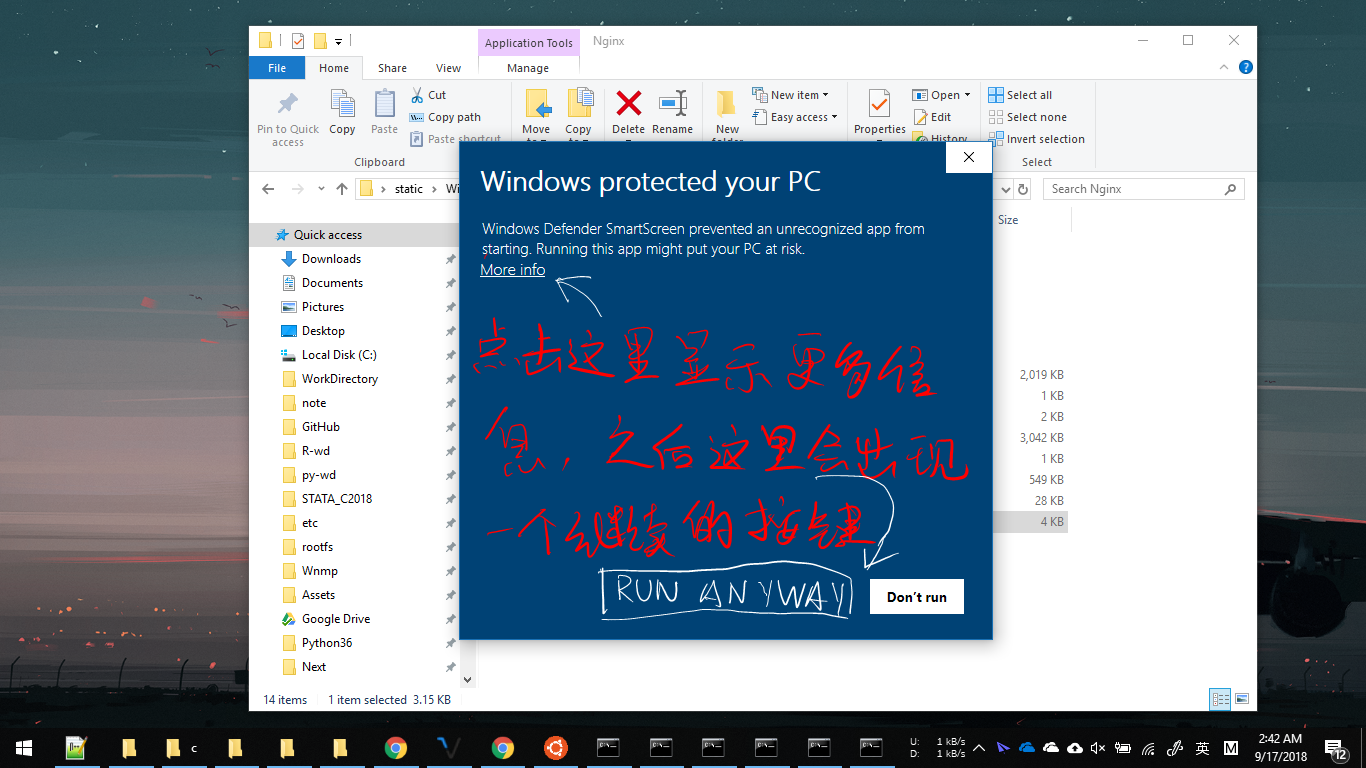 Application Tools
Nginx
File
Home
Share
View
Manage
Pin to Quick access
Copy
Paste
Cut
Copy path
Paste shortcut
Clipboard
Move
Copy
Delete
Rename
New
New item
Easy access
Properties
Open
Edit
History
Select all
Select none
Invert selection
Select
static
Search Nginx
Size
Quick access
Downloads
Documents
Pictures
Desktop
Local Disk (C:)
WorkDirectory
note
GitHub
R-wd
py-wd
STATA_C2018
etc
rootfs
Wnmp
Assets
Google Drive
Python36
Next
Windows protected your PC
Windows Defender SmartScreen prevented an unrecognized app from
starting. Running this app might put your PC at risk.
More info
点击这里显示更多信
息,之后这里会出现
一个继续的按键
RUN ANYWAY
Don't run
2,019 KB
1 KB
2 KB
3,042 KB
1 KB
549 KB
28 KB
4 KB
14 items
1 item selected 3.15 KB
c
U: 1 kB/s
D: 1 kB/s
英
M
2:42 AM
9/17/2018
12